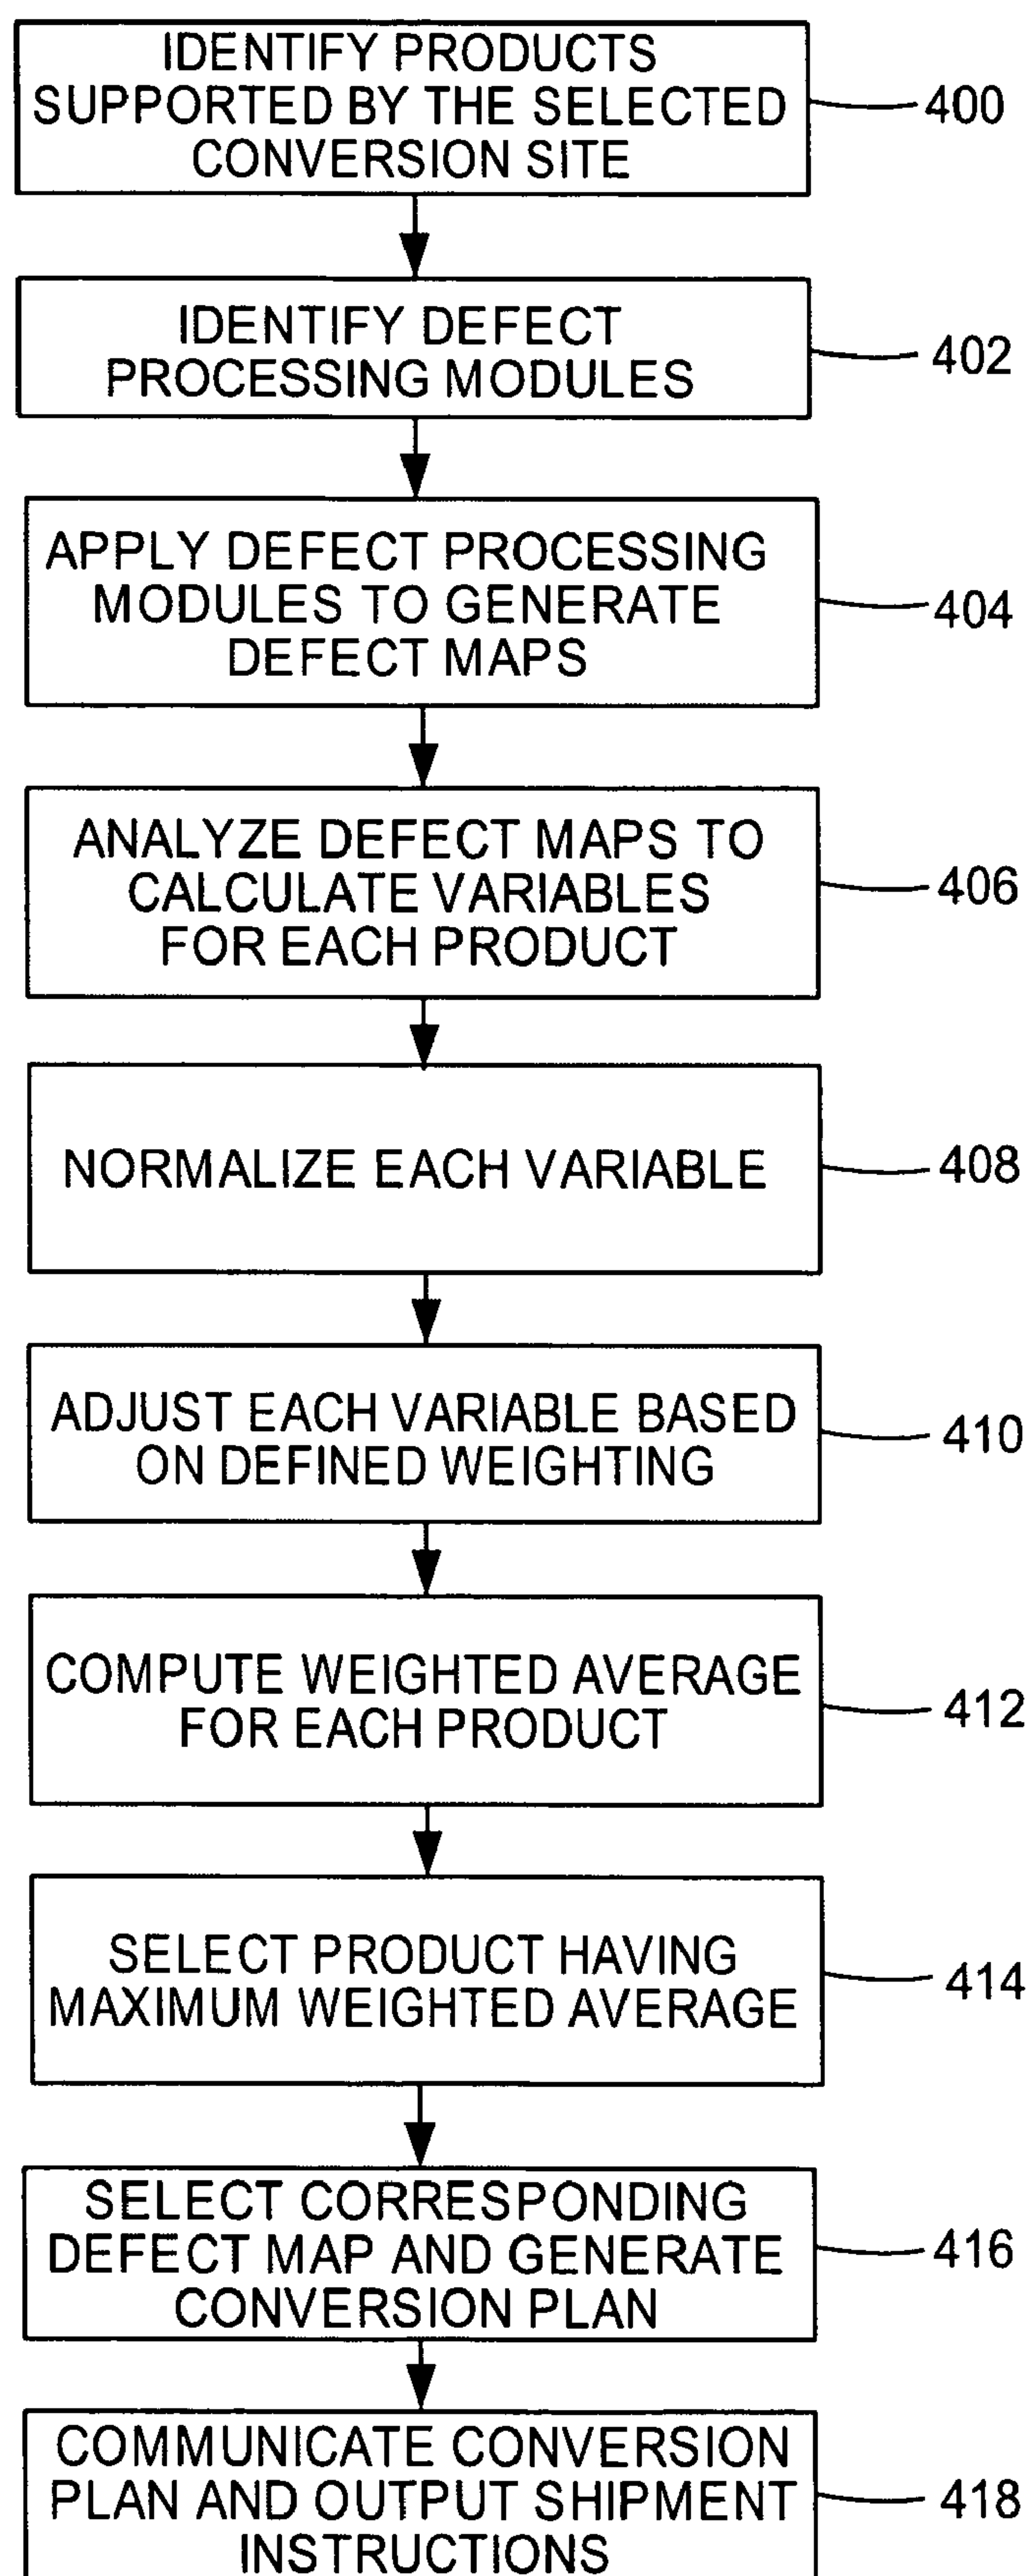 IDENTIFY PRODUCTS
SUPPORTED BY THE SELECTED
CONVERSION SITE
400
IDENTIFY DEFECT
PROCESSING MODULES
402
APPLY DEFECT PROCESSING
MODULES TO GENERATE
DEFECT MAPS
404
ANALYZE DEFECT MAPS TO
CALCULATE VARIABLES
FOR EACH PRODUCT
406
NORMALIZE EACH VARIABLE
408
ADJUST EACH VARIABLE BASED
ON DEFINED WEIGHTING
410
COMPUTE WEIGHTED AVERAGE
FOR EACH PRODUCT
412
SELECT PRODUCT HAVING
MAXIMUM WEIGHTED AVERAGE
414
SELECT CORRESPONDING
DEFECT MAP AND GENERATE
CONVERSION PLAN
416
COMMUNICATE CONVERSION
PLAN AND OUTPUT SHIPMENT
INSTRUCTIONS
418